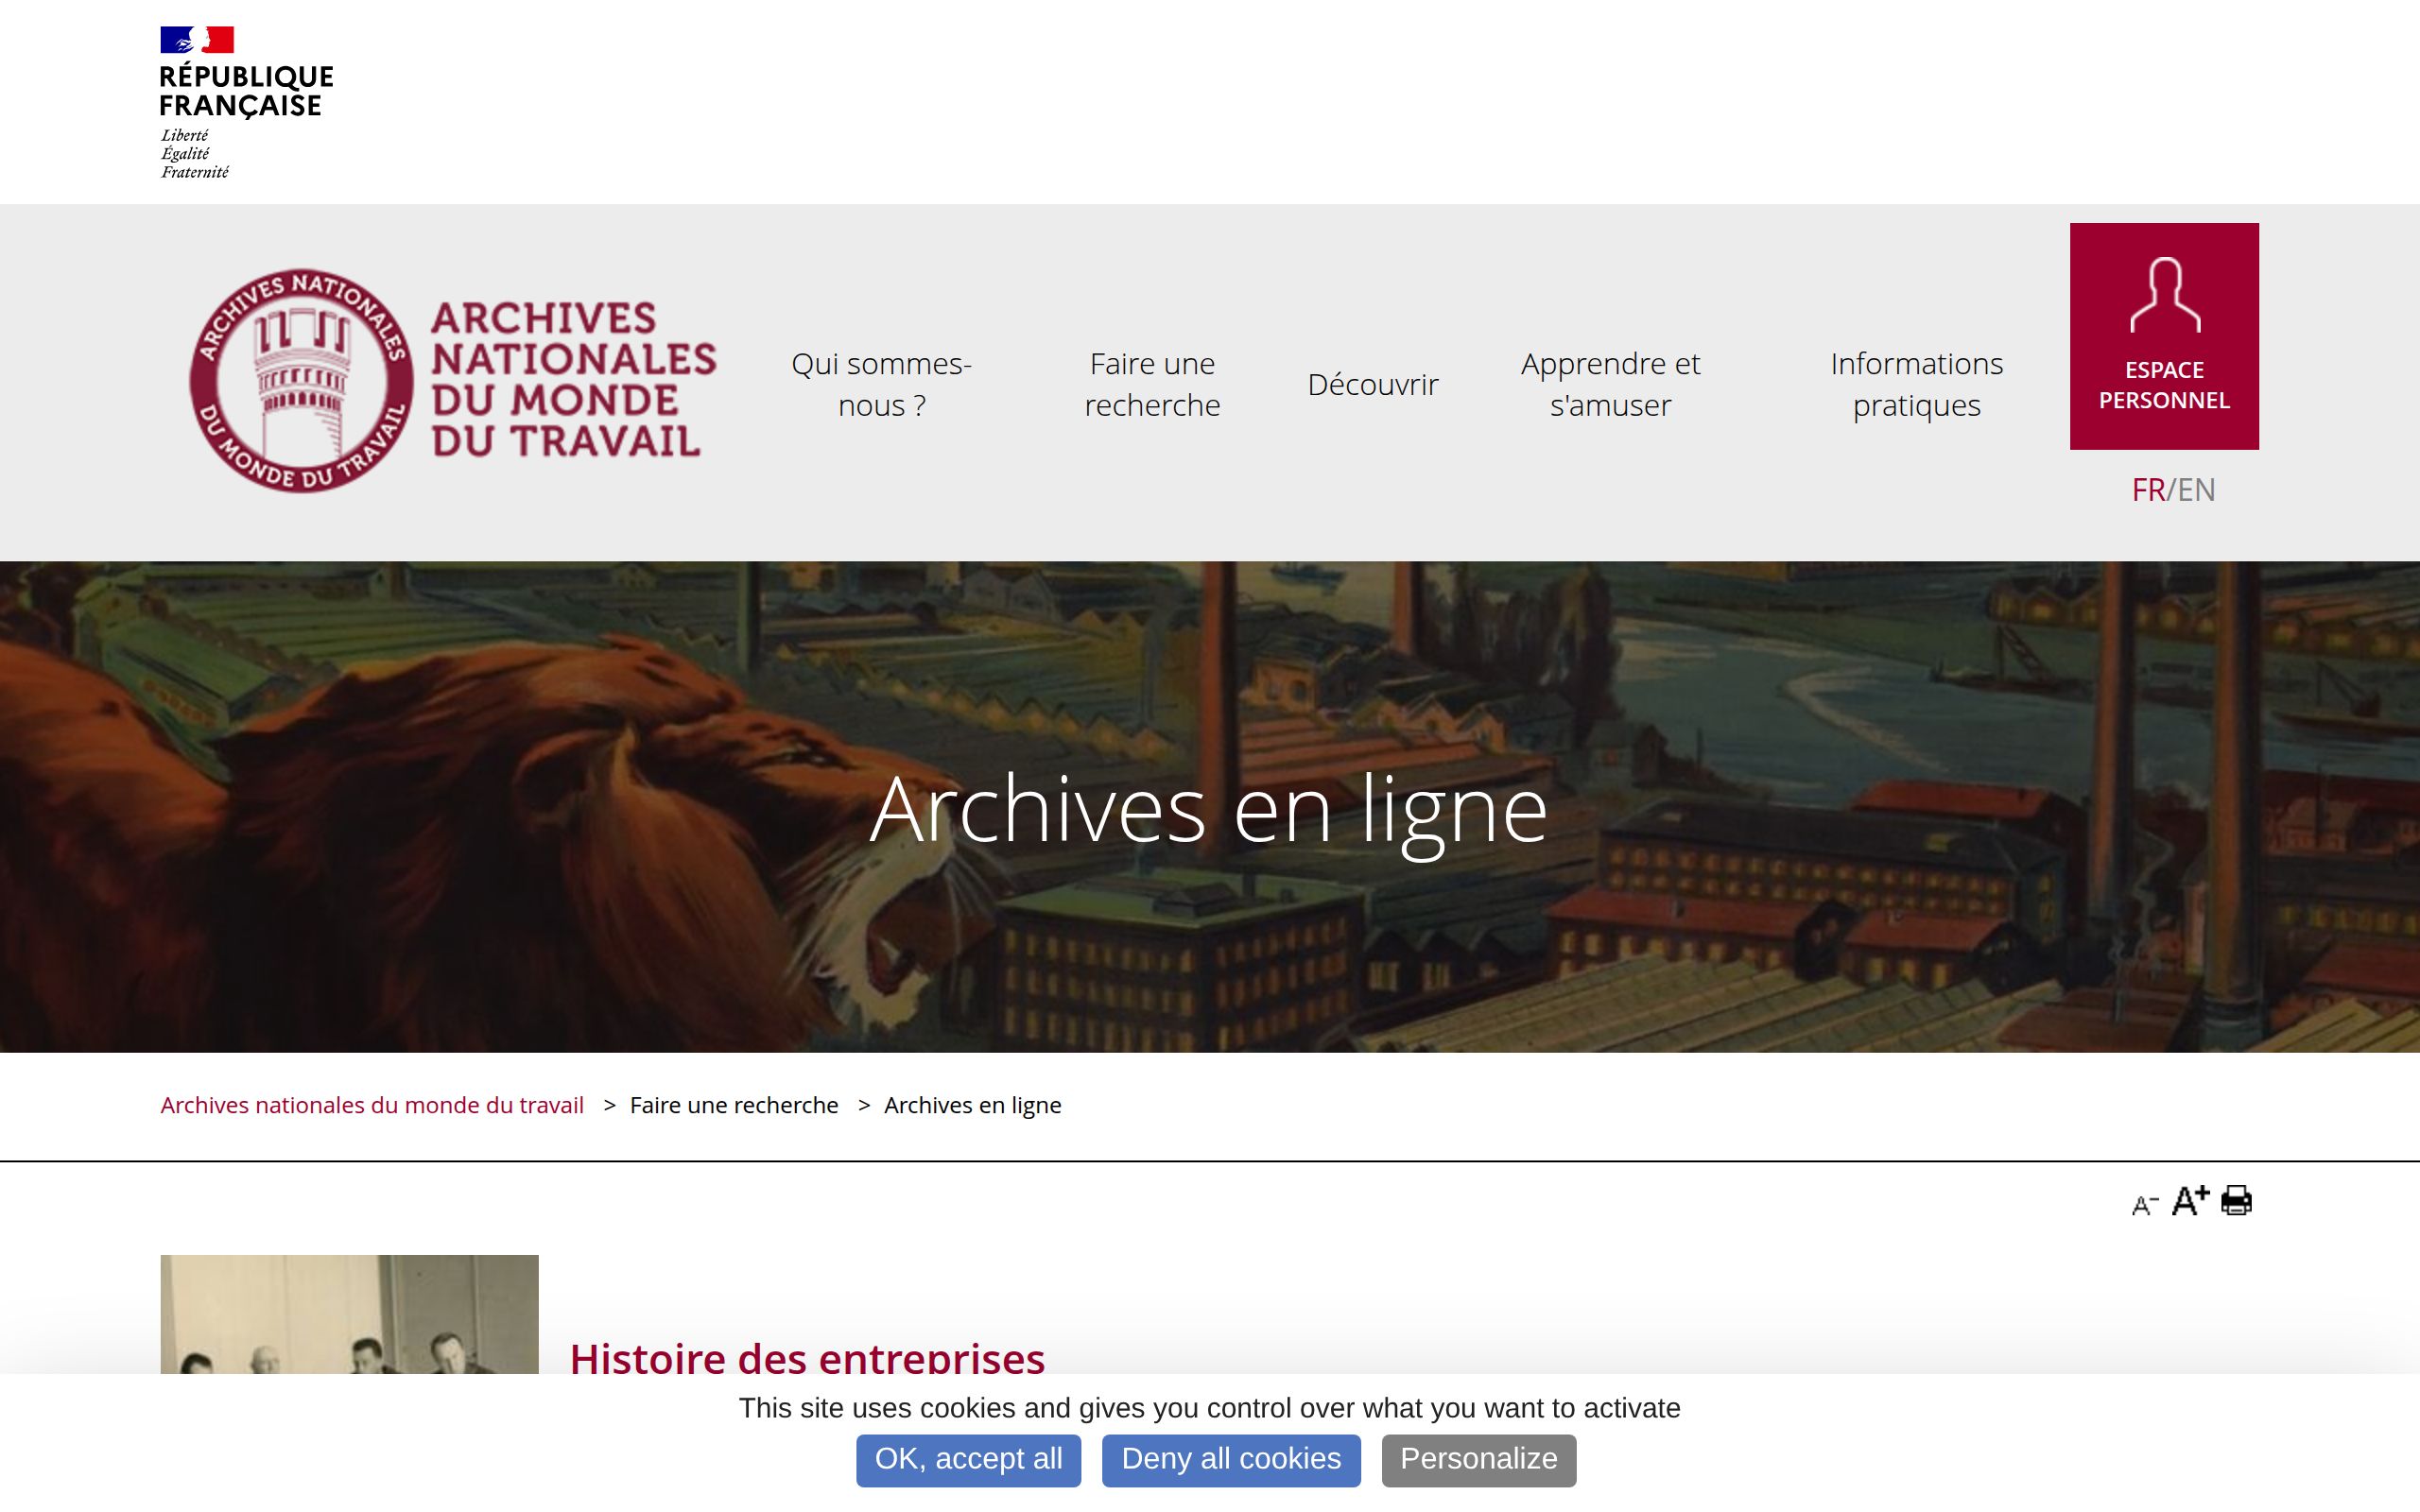 RÉPUBLIQUE
FRANÇAISE
Liberté
Égalité
Fraternité
ARCHIVES NATIONALES
DU MONDE DU TRAVAIL
ARCHIVES
NATIONALES
DU MONDE
DU TRAVAIL
Qui sommes-
nous ?
Faire une
recherche
Découvrir
Apprendre et
s'amuser
Informations
pratiques
ESPACE
PERSONNEL
FR/EN
Archives en ligne
Archives nationales du monde du travail > Faire une recherche > Archives en ligne
A- A+
Histoire des entreprises
This site uses cookies and gives you control over what you want to activate
OK, accept all
Deny all cookies
Personalize